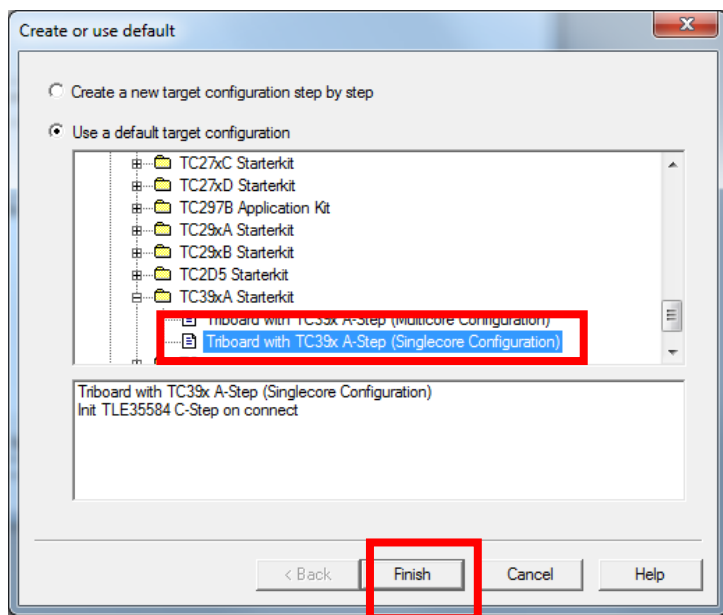 Create or use default
Create a new target configuration step by step
Use a default target configuration
TC27xC Starterkit
TC27xD Starterkit
TC297B Application Kit
TC29xA Starterkit
TC29xB Starterkit
TC2D5 Starterkit
TC39xA Starterkit
Triboard with TC39x A-Step (Multicore Configuration)
Triboard with TC39x A-Step (Singlecore Configuration)
Triboard with TC39x A-Step (Singlecore Configuration)
Init TLE35584 C-Step on connect
< Back Finish Cancel Help